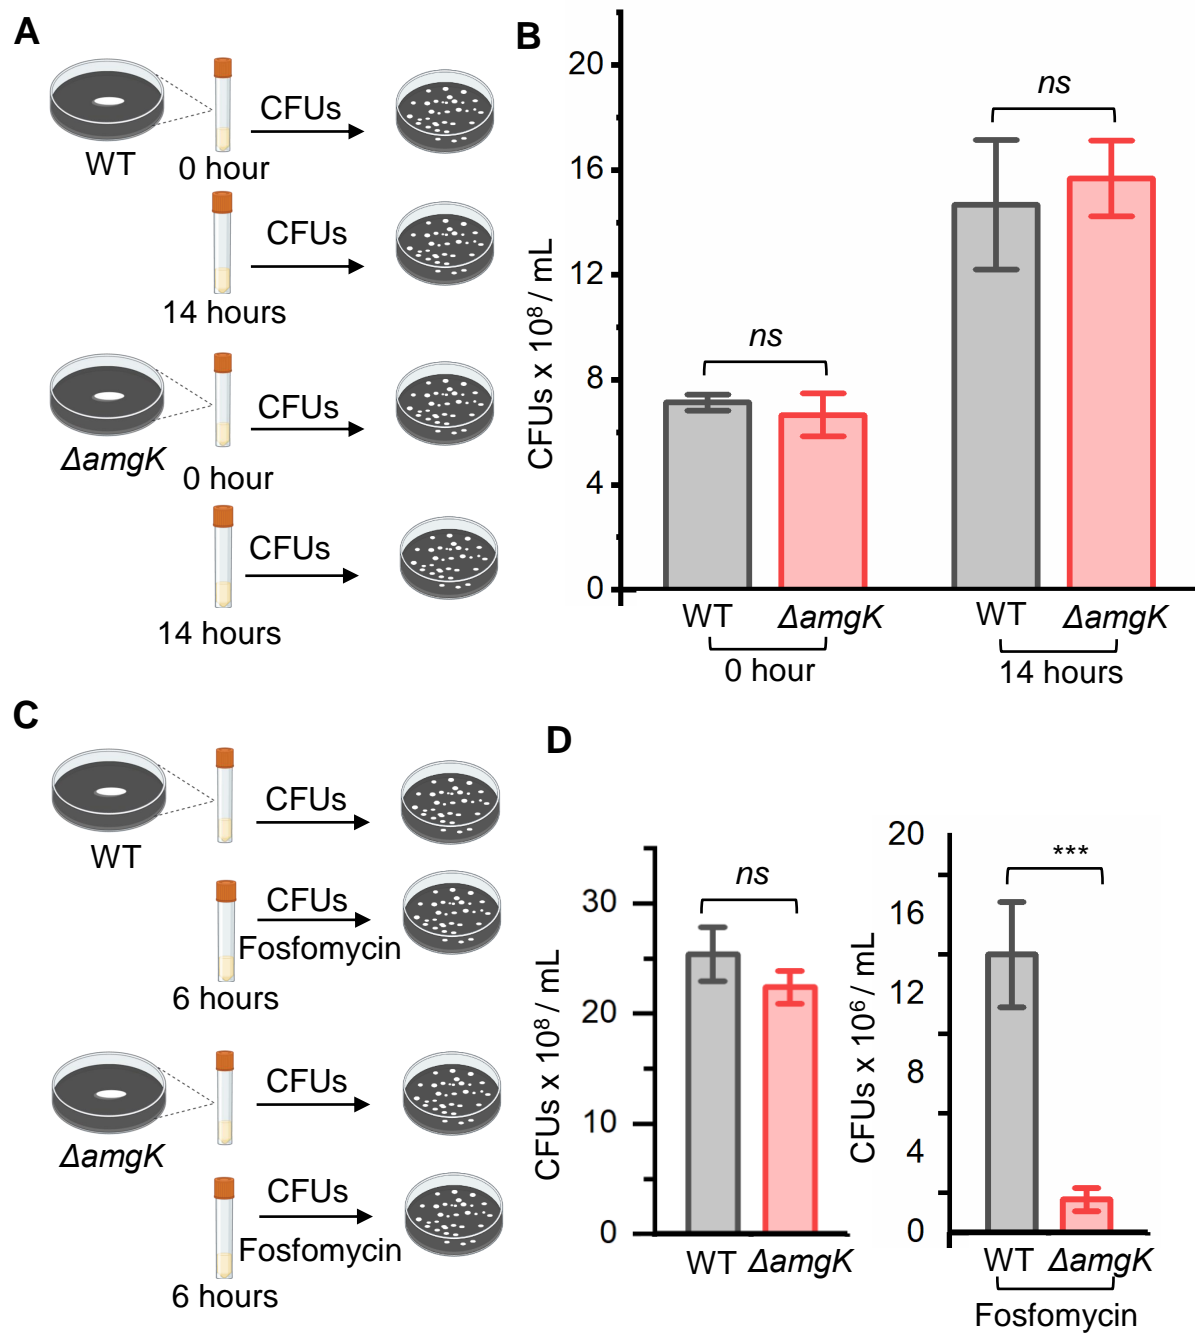 A
CFUs
WT
0 hour
CFUs
14 hours
CFUs
ΔamgK
0 hour
CFUs
14 hours
B
CFUs x 10⁸ / mL
20
16
12
8
4
0
ns
ns
WT
ΔamgK
WT
ΔamgK
0 hour
14 hours
C
CFUs
WT
CFUs
Fosfomycin
6 hours
CFUs
ΔamgK
CFUs
Fosfomycin
6 hours
D
CFUs x 10⁸ / mL
30
20
10
0
ns
WT
ΔamgK
CFUs x 10⁶ / mL
20
16
12
8
4
0
***
WT
ΔamgK
Fosfomycin